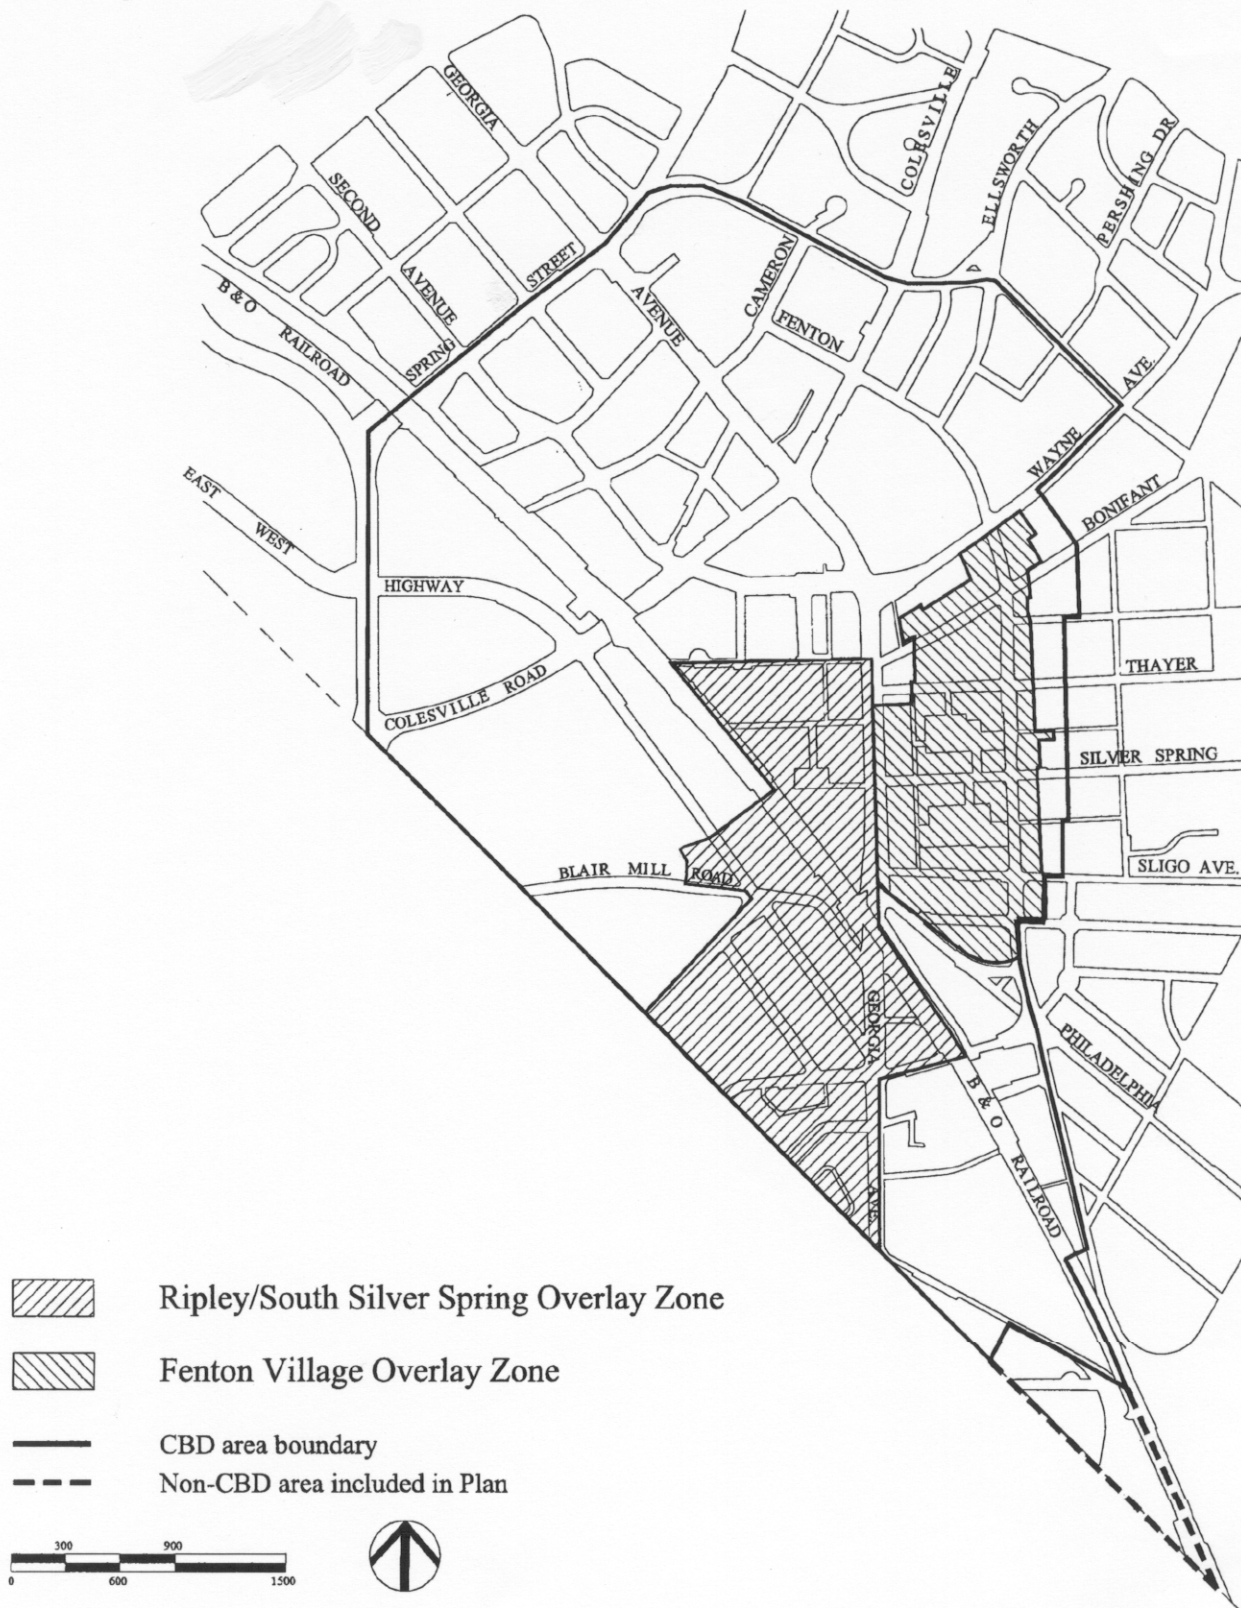 GEORGIA
COLESVILLE
ELLSWORTH
PERSHING DR
SECOND
AVENUE
SPRING
STREET
CAMERON
AVENUE
FENTON
B & O
RAILROAD
WAYNE
AVE.
BONIFANT
EAST
WEST
HIGHWAY
COLESVILLE ROAD
THAYER
SILVER SPRING
SLIGO AVE.
BLAIR MILL ROAD
GEORGIA
AVE.
PHILADELPHIA
B & O
RAILROAD
Ripley/South Silver Spring Overlay Zone
Fenton Village Overlay Zone
CBD area boundary
Non-CBD area included in Plan
300 900
0 600 1500